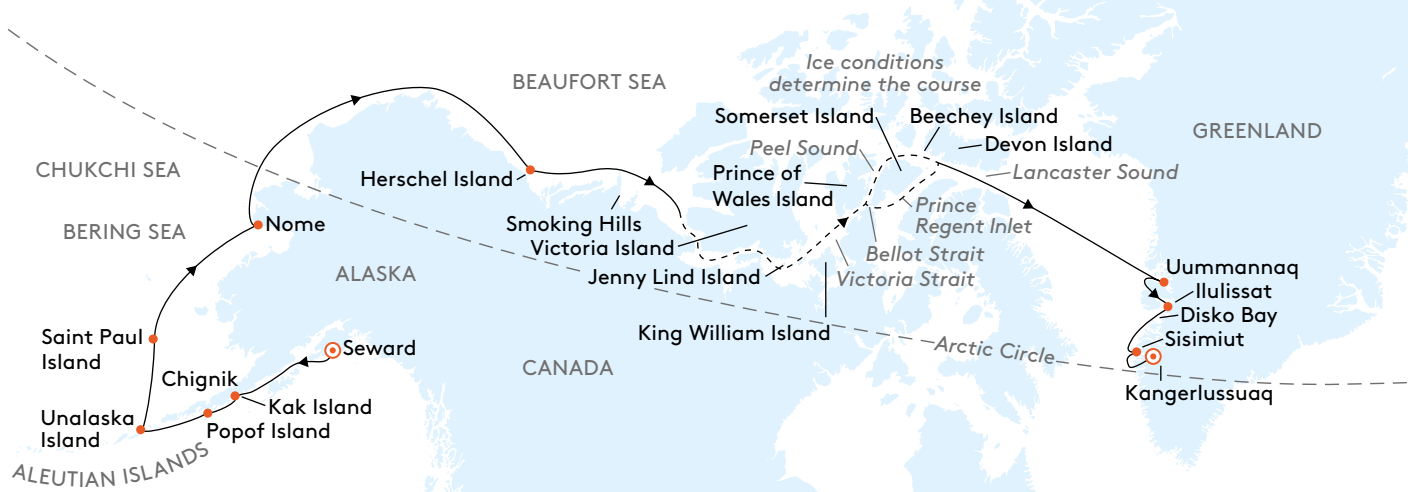 Ice conditions
determine the course
BEAUFORT SEA
Somerset Island
Beechey Island
GREENLAND
Peel Sound
Devon Island
CHUKCHI SEA
Herschel Island
Prince of
Wales Island
Lancaster Sound
Nome
Smoking Hills
Prince
Regent Inlet
BERING SEA
Victoria Island
Bellot Strait
ALASKA
Jenny Lind Island
Victoria Strait
Uummannaq
Ilulissat
Disko Bay
Saint Paul
Island
Seward
King William Island
Arctic Circle
Sisimiut
CANADA
Chignik
Kangerlussuaq
Kak Island
Unalaska
Island
Popof Island
ALEUTIAN ISLANDS